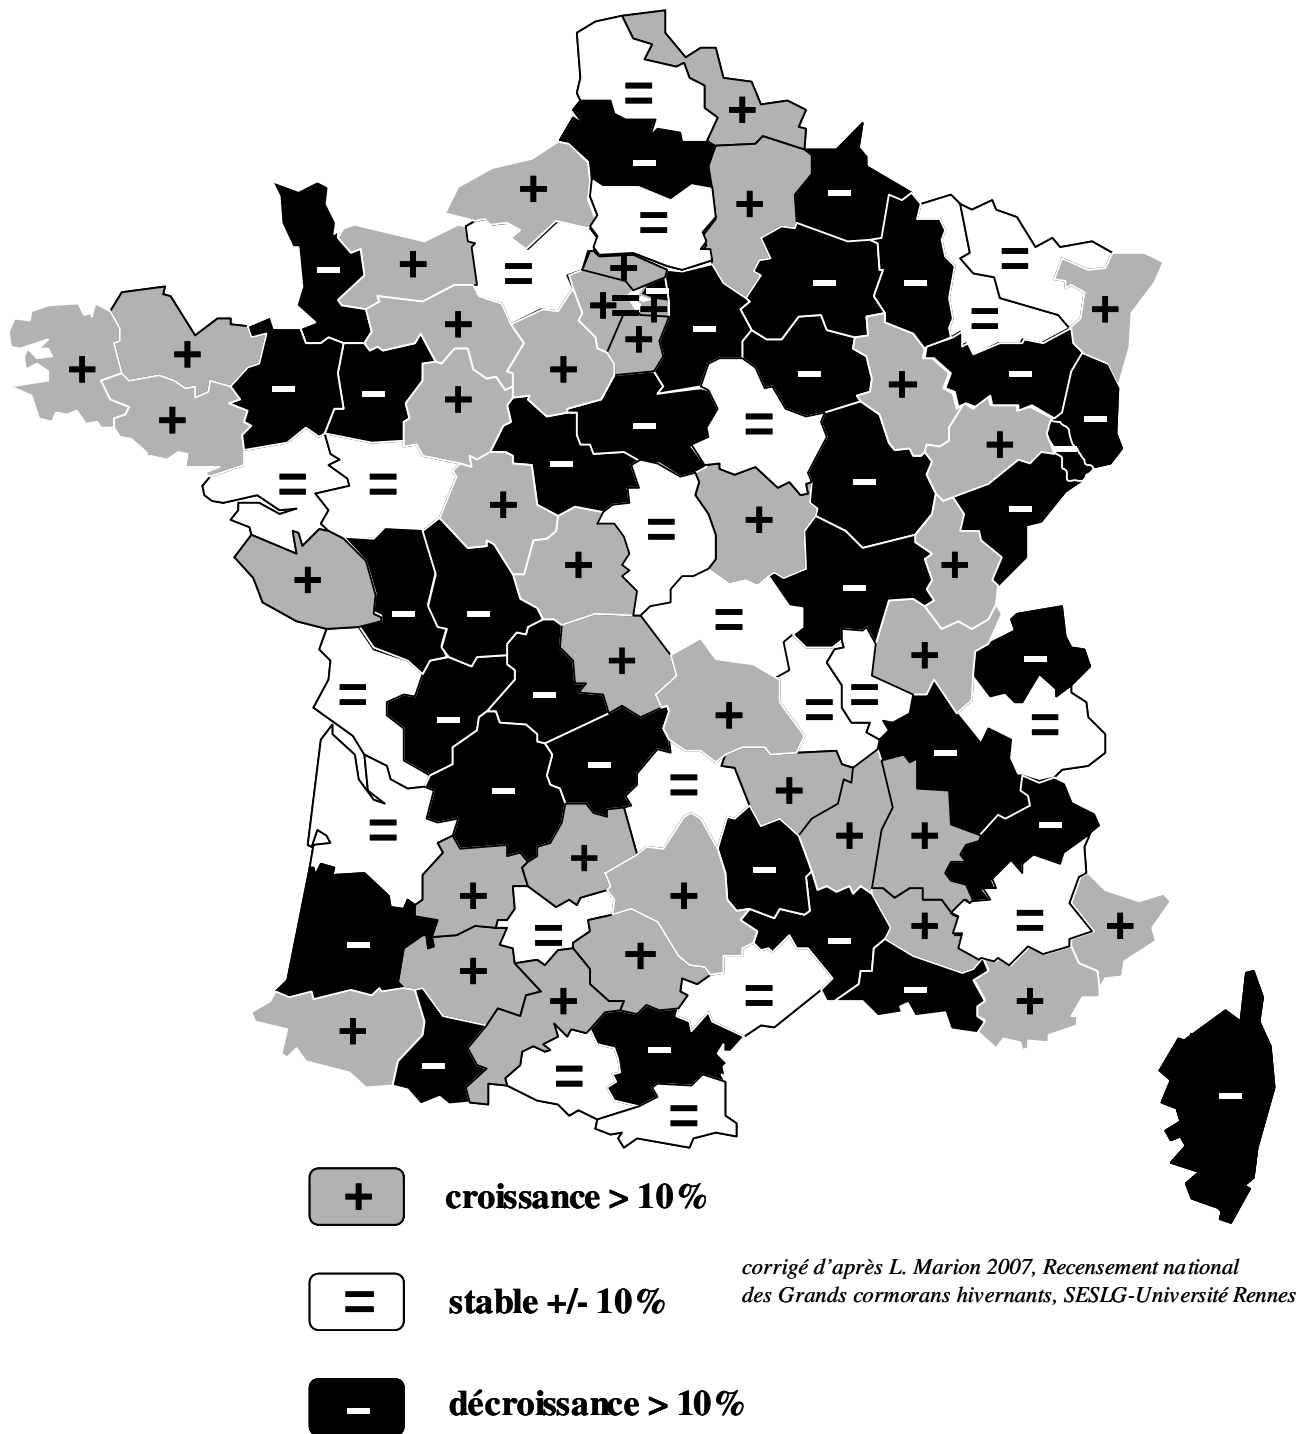 croissance > 10%
stable +/- 10%
décroissance > 10%
corrigé d’après L. Marion 2007, Recensement national
des Grands cormorans hivernants, SESLG-Université Rennes